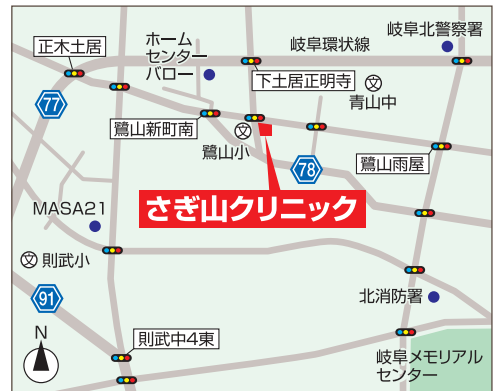 正木土居
ホーム
センター
バロー
岐阜環状線
岐阜北警察署
下土居正明寺
文
青山中
77
鷺山新町南
文
鷺山小
78
鷺山雨屋
さぎ山クリニック
MASA21
文 則武小
91
北消防署
N
則武中4東
岐阜メモリアル
センター